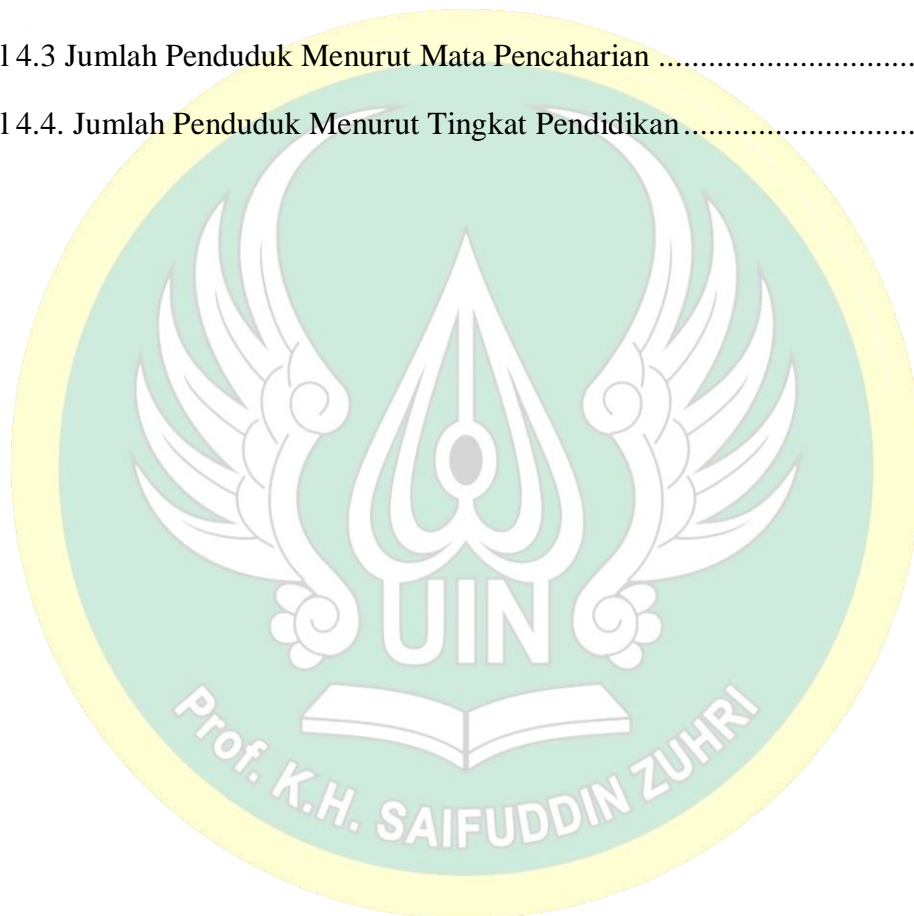 l 4.3 Jumlah Penduduk Menurut Mata Pencaharian ...............................
l 4.4. Jumlah Penduduk Menurut Tingkat Pendidikan............................
UIN
Prof. K.H. SAIFUDDIN ZUHRI